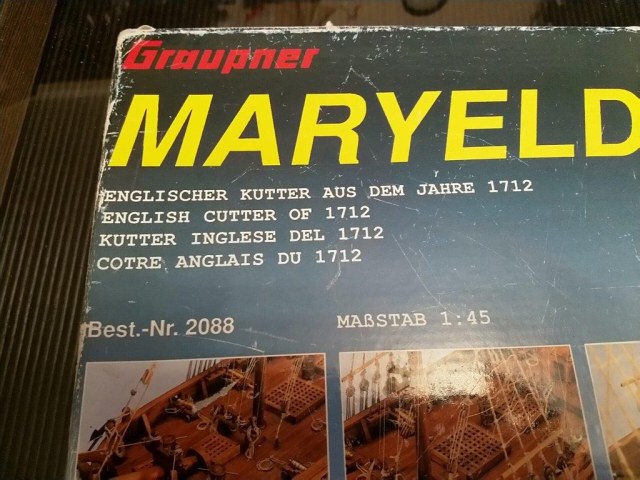 Graupner
MARYELD
ENGLISCHER KUTTER AUS DEM JAHRE 1712
ENGLISH CUTTER OF 1712
KUTTER INGLESE DEL 1712
COTRE ANGLAIS DU 1712
Best.-Nr. 2088
MAßSTAB 1:45